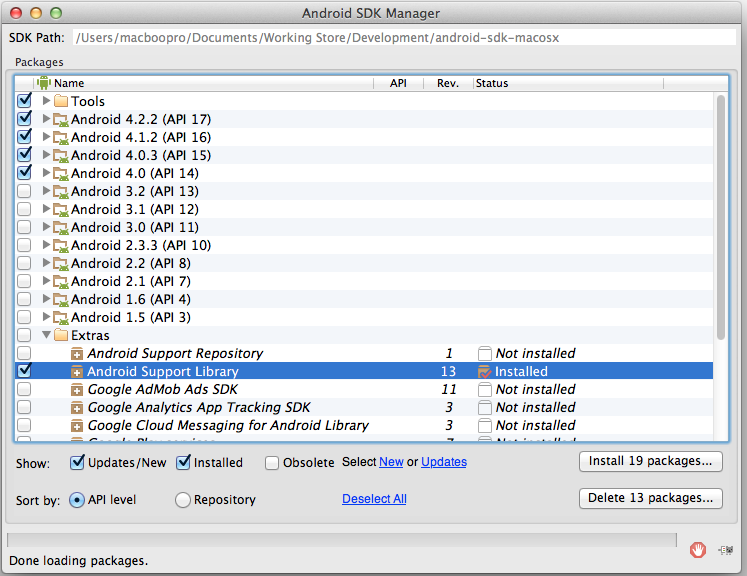 Android SDK Manager
SDK Path: /Users/macboopro/Documents/Working Store/Development/android-sdk-macosx
Packages
Name API Rev. Status
Tools
Android 4.2.2 (API 17)
Android 4.1.2 (API 16)
Android 4.0.3 (API 15)
Android 4.0 (API 14)
Android 3.2 (API 13)
Android 3.1 (API 12)
Android 3.0 (API 11)
Android 2.3.3 (API 10)
Android 2.2 (API 8)
Android 2.1 (API 7)
Android 1.6 (API 4)
Android 1.5 (API 3)
Extras
Android Support Repository 1 Not installed
Android Support Library 13 Installed
Google AdMob Ads SDK 11 Not installed
Google Analytics App Tracking SDK 3 Not installed
Google Cloud Messaging for Android Library 3 Not installed
Google Play services 7 Not installed
Show: Updates/New Installed Obsolete Select New or Updates Install 19 packages...
Sort by: API level Repository Deselect All Delete 13 packages...
Done loading packages.